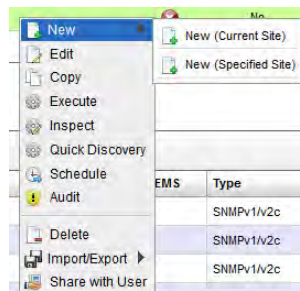 No
New
New (Current Site)
Edit
New (Specified Site)
Copy
Execute
Inspect
Quick Discovery
Schedule
EMS
Type
Audit
SNMPv1/v2c
Delete
SNMPv1/v2c
Import/Export
SNMPv1/v2c
Share with User